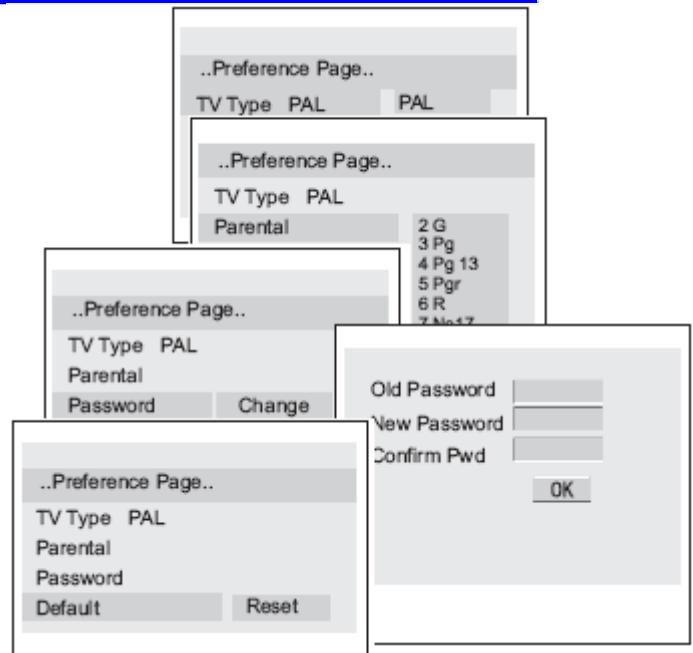 ..Preference Page..
TV Type PAL PAL
..Preference Page..
TV Type PAL
Parental 2 G
3 Pg
4 Pg 13
5 Pgr
6 R
..Preference Page..
TV Type PAL
Parental
Password Change
Old Password
New Password
Confirm Pwd
OK
..Preference Page..
TV Type PAL
Parental
Password
Default Reset